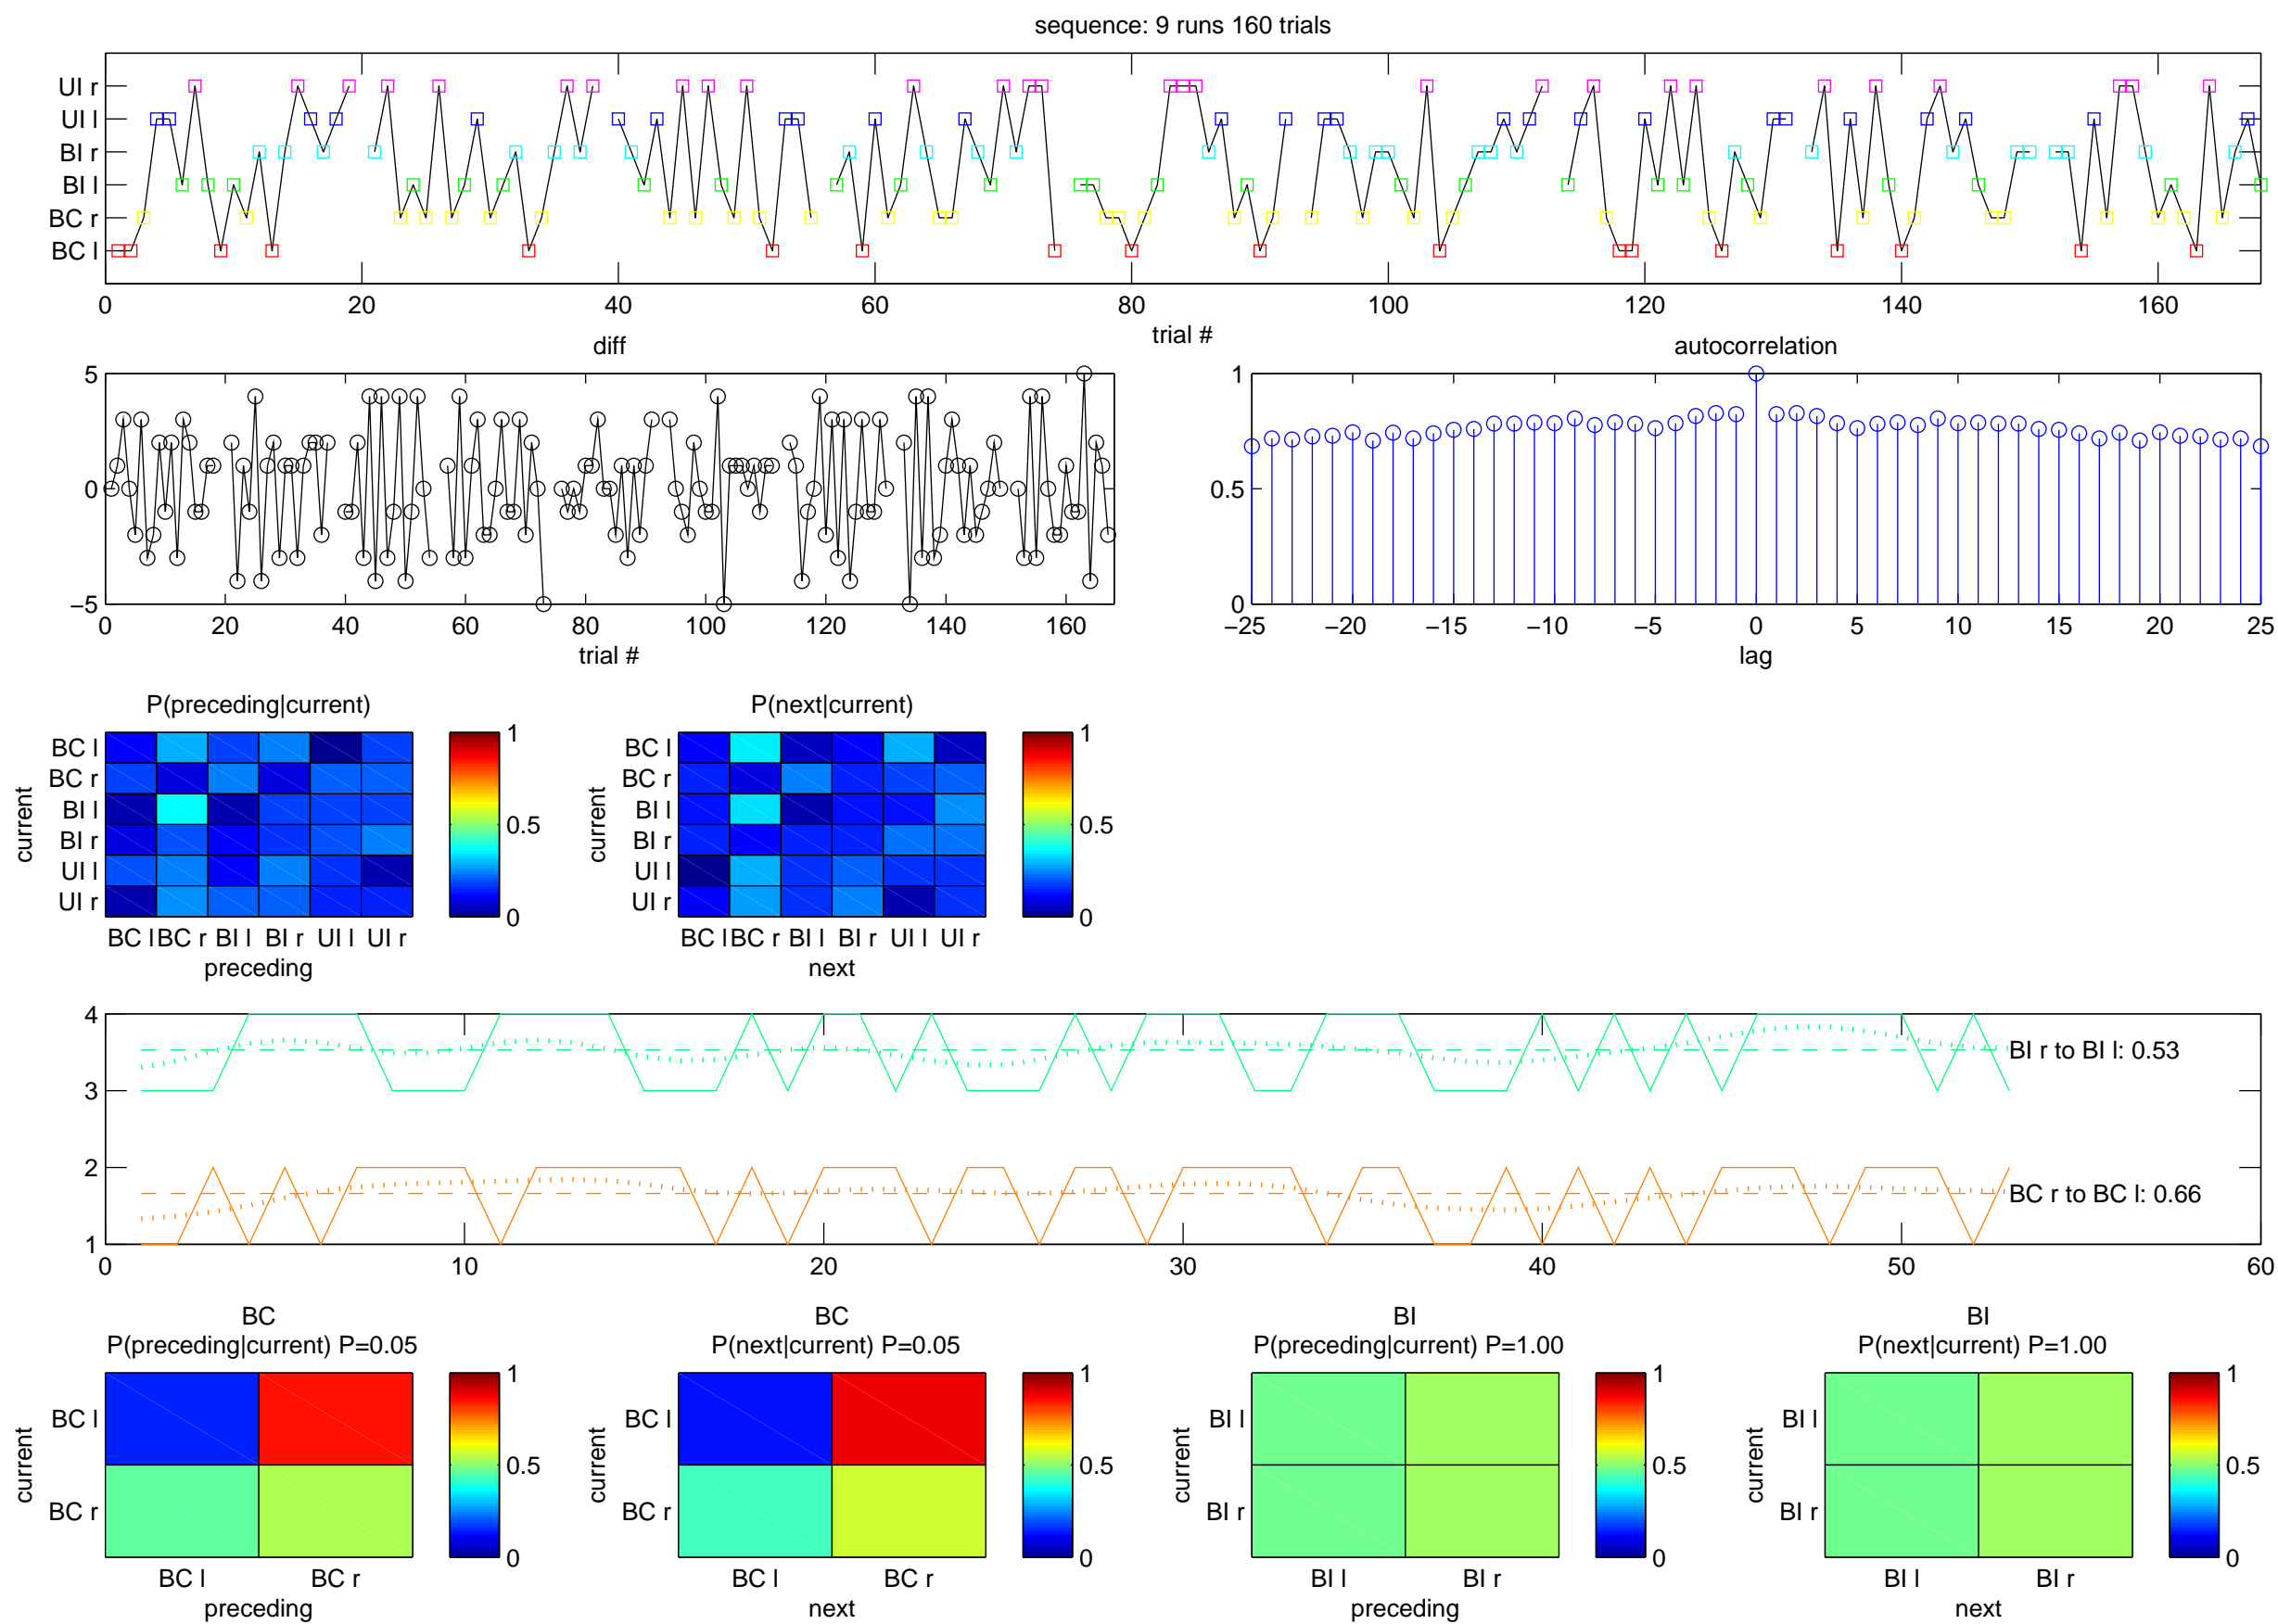 sequence: 9 runs 160 trials
UI r
UI l
BI r
BI l
BC r
BC l
0 20 40 60 80 100 120 140 160
trial #
diff
5
0
−5
0 20 40 60 80 100 120 140 160
trial #
autocorrelation
1
0.5
0
−25 −20 −15 −10 −5 0 5 10 15 20 25
lag
P(preceding|current)
BC l
BC r
BI l
BI r
UI l
UI r
current
BC l BC r BI l BI r UI l UI r
preceding
1
0.5
0
P(next|current)
BC l
BC r
BI l
BI r
UI l
UI r
current
BC l BC r BI l BI r UI l UI r
next
1
0.5
0
4
3
2
1
BI r to BI l: 0.53
BC r to BC l: 0.66
0 10 20 30 40 50 60
BC
P(preceding|current) P=0.05
BC l
BC r
current
BC l BC r
preceding
1
0.5
0
BC
P(next|current) P=0.05
BC l
BC r
current
BC l BC r
next
1
0.5
0
BI
P(preceding|current) P=1.00
BI l
BI r
current
BI l BI r
preceding
1
0.5
0
BI
P(next|current) P=1.00
BI l
BI r
current
BI l BI r
next
1
0.5
0